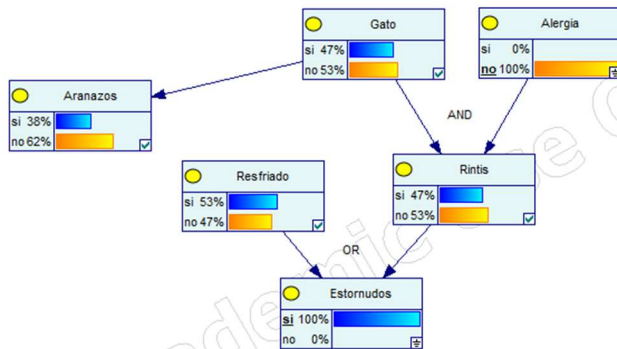 Gato
si 47%
no 53%
Alergia
si 0%
no 100%
Aranazos
si 38%
no 62%
AND
Resfriado
si 53%
no 47%
Rintis
si 47%
no 53%
OR
Estornudos
si 100%
no 0%